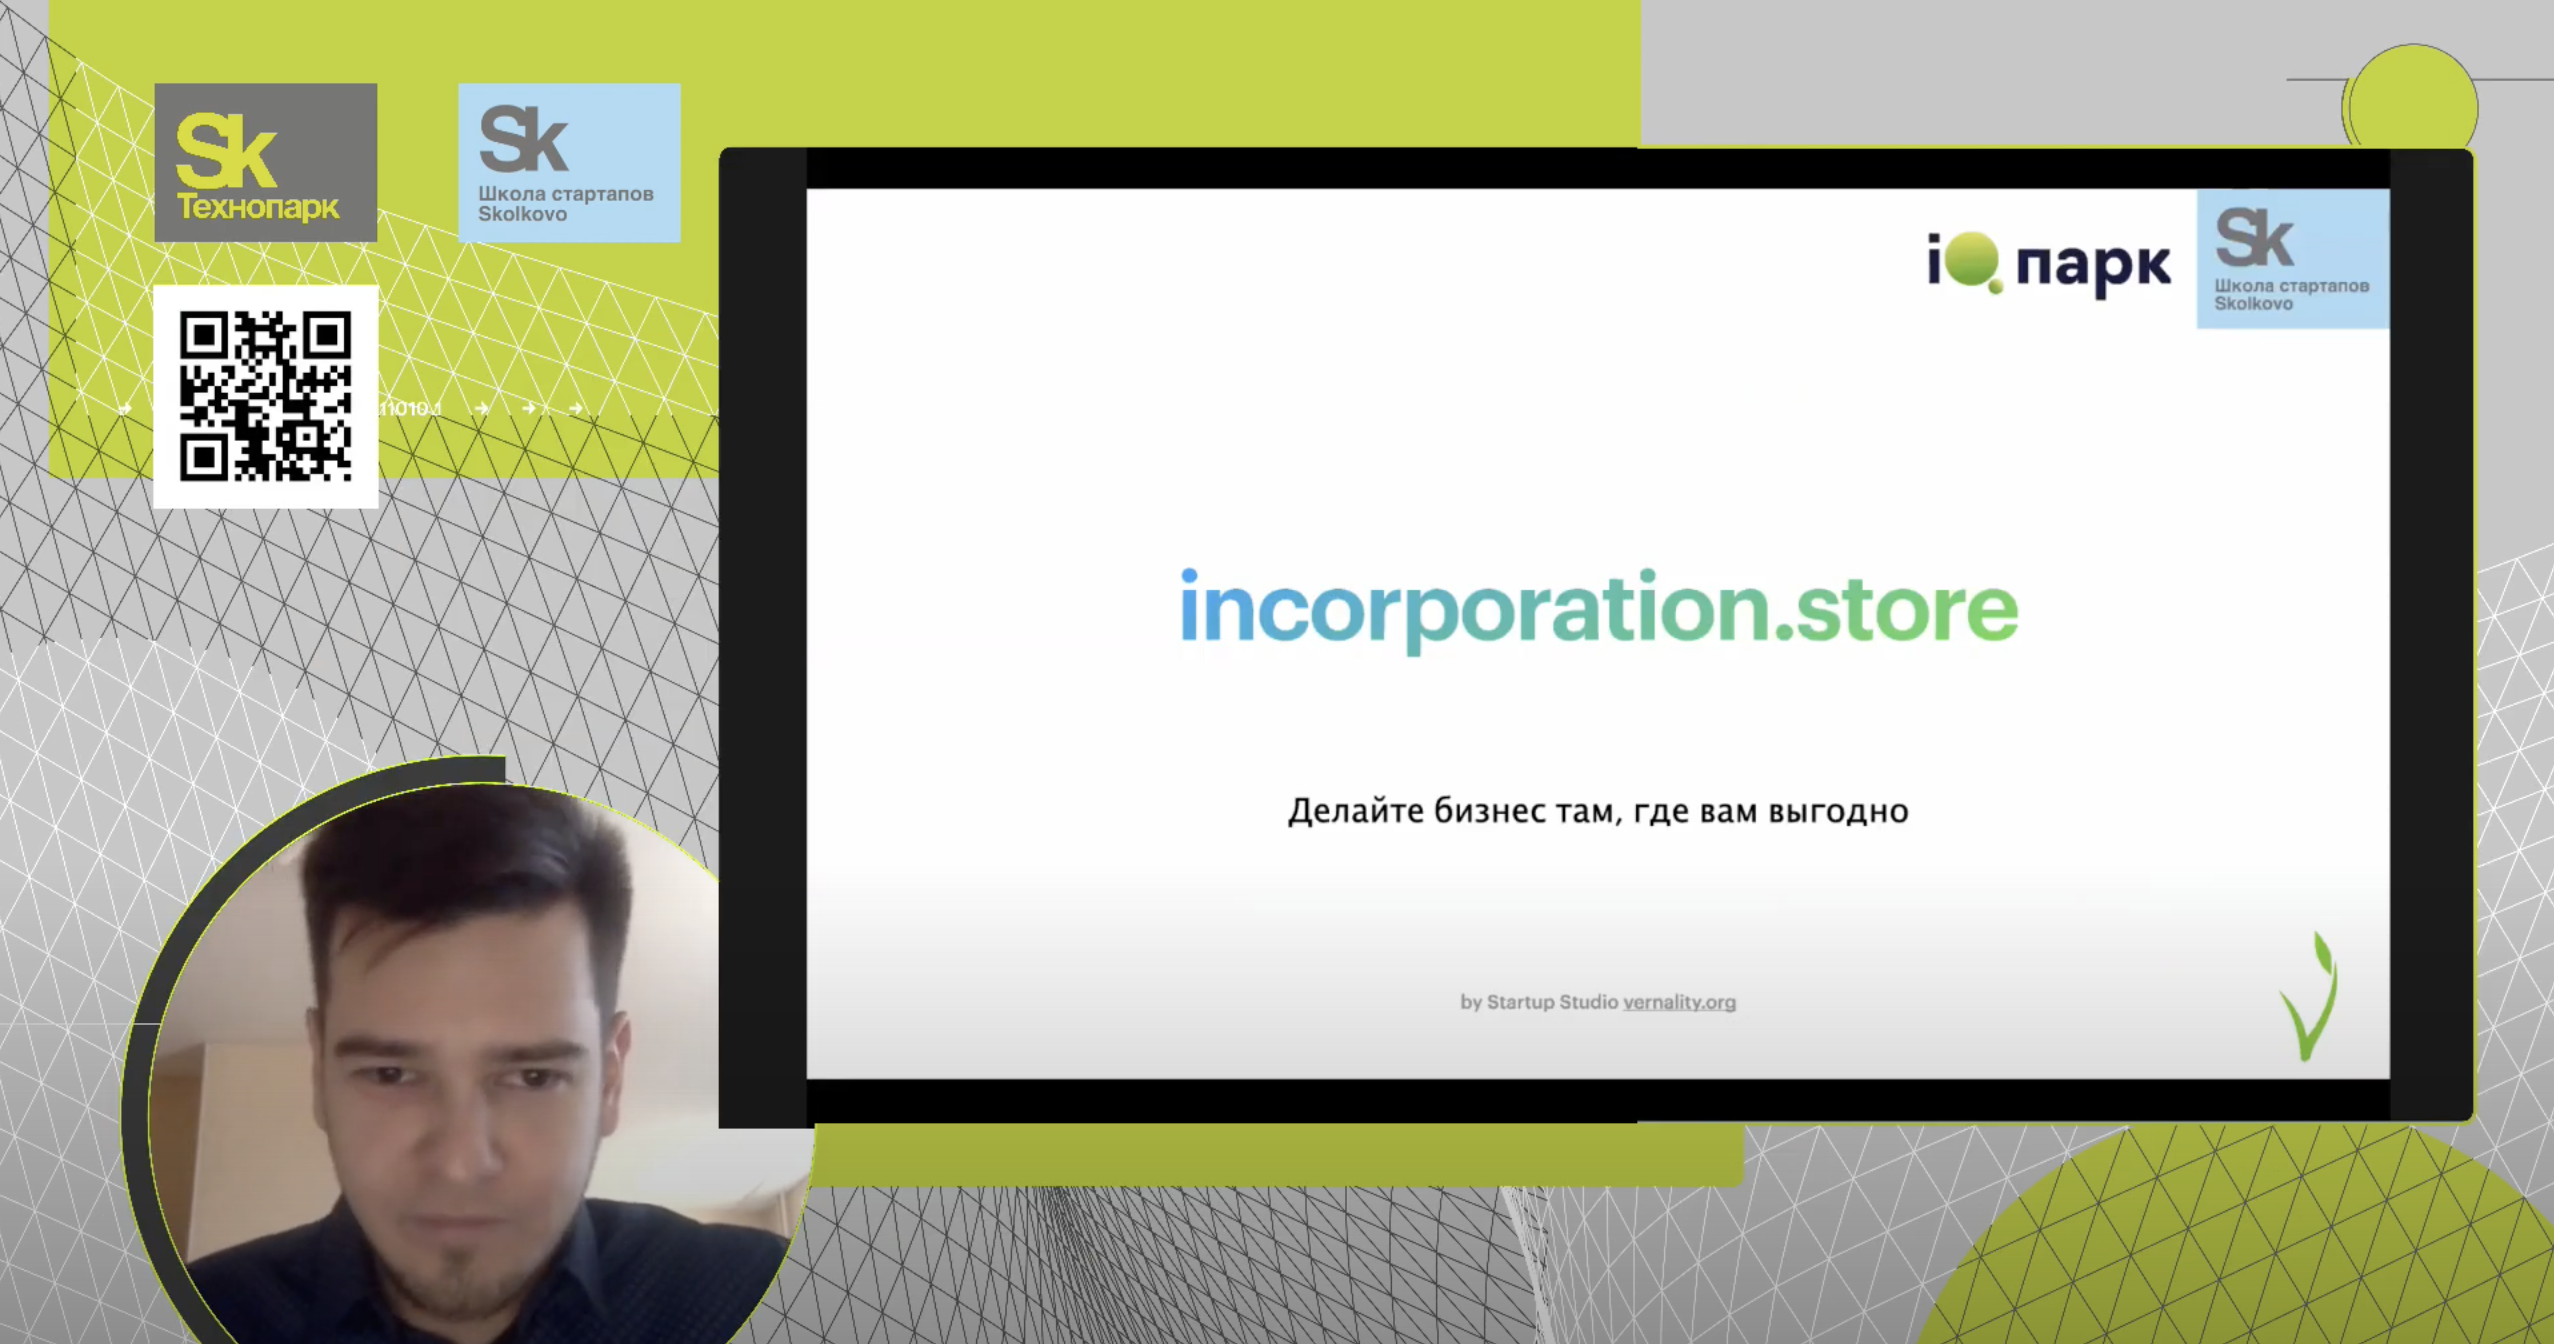 Sk
Технопарк
Sk
Школа стартапов
Skolkovo
11010.1
iQ парк
Sk
Школа стартапов
Skolkovo
incorporation.store
Делайте бизнес там, где вам выгодно
by Startup Studio vernality.org